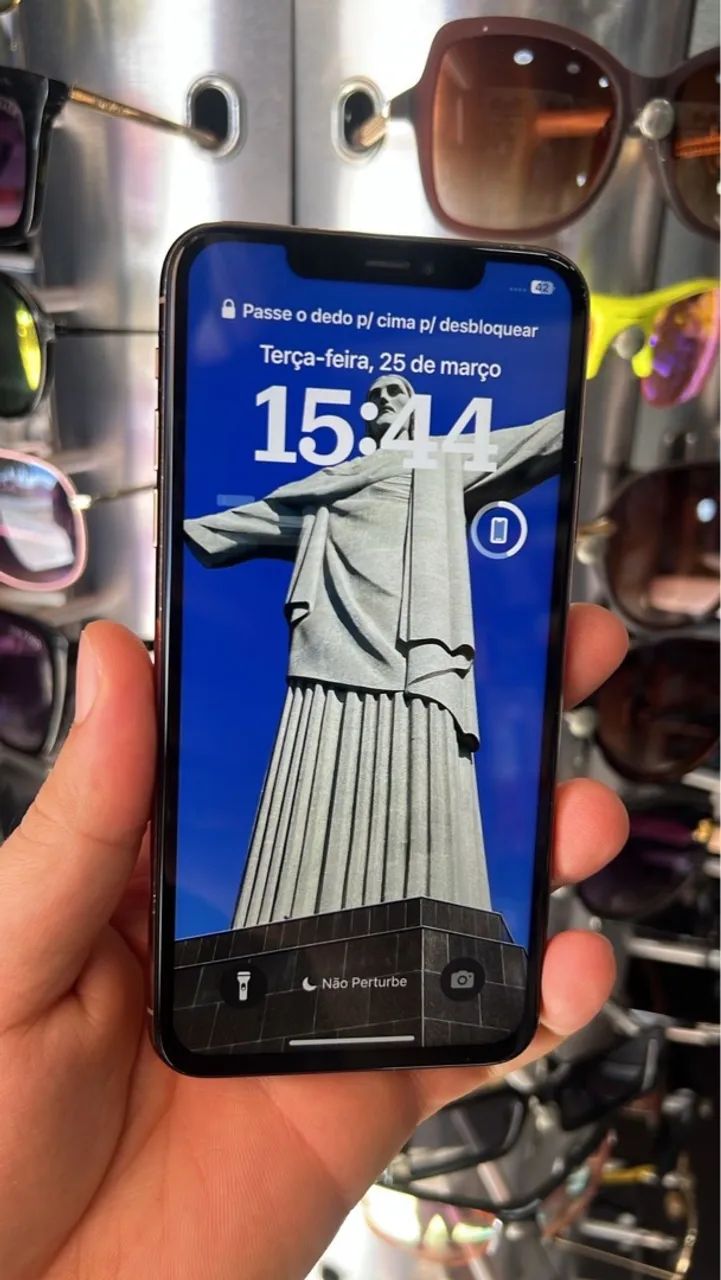 42
Passe o dedo p/ cima p/ desbloquear
Terça-feira, 25 de março
15:44
Não Perturbe